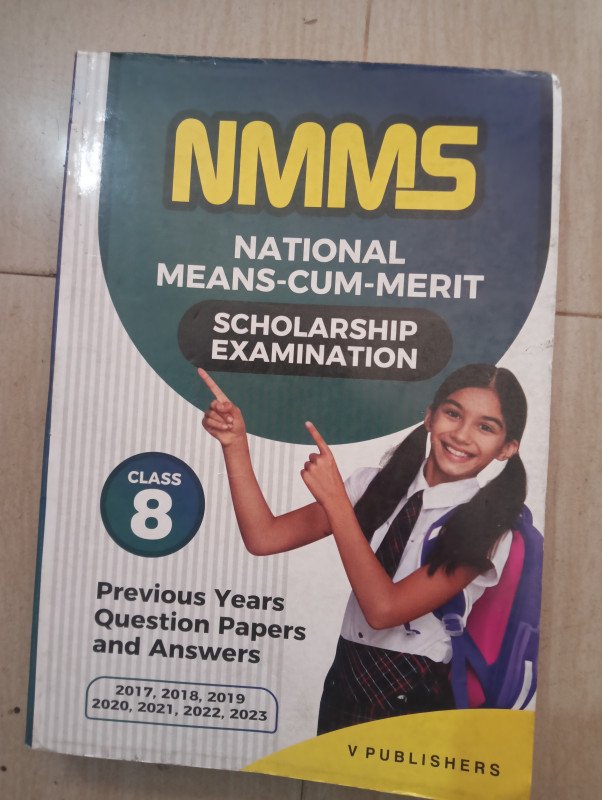 NMMS
NATIONAL
MEANS-CUM-MERIT
SCHOLARSHIP
EXAMINATION
CLASS
8
Previous Years
Question Papers
and Answers
2017, 2018, 2019
2020, 2021, 2022, 2023
V PUBLISHERS